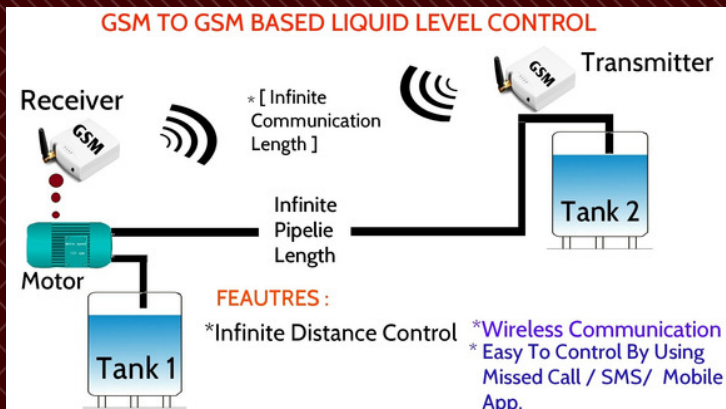 GSM TO GSM BASED LIQUID LEVEL CONTROL
Transmitter
GSM
Receiver
GSM
* [ Infinite
Communication
Length ]
Infinite
Pipelie
Length
Tank 2
Motor
FEAUTRES :
*Infinite Distance Control
Tank 1
*Wireless Communication
* Easy To Control By Using
Missed Call / SMS/ Mobile
App.